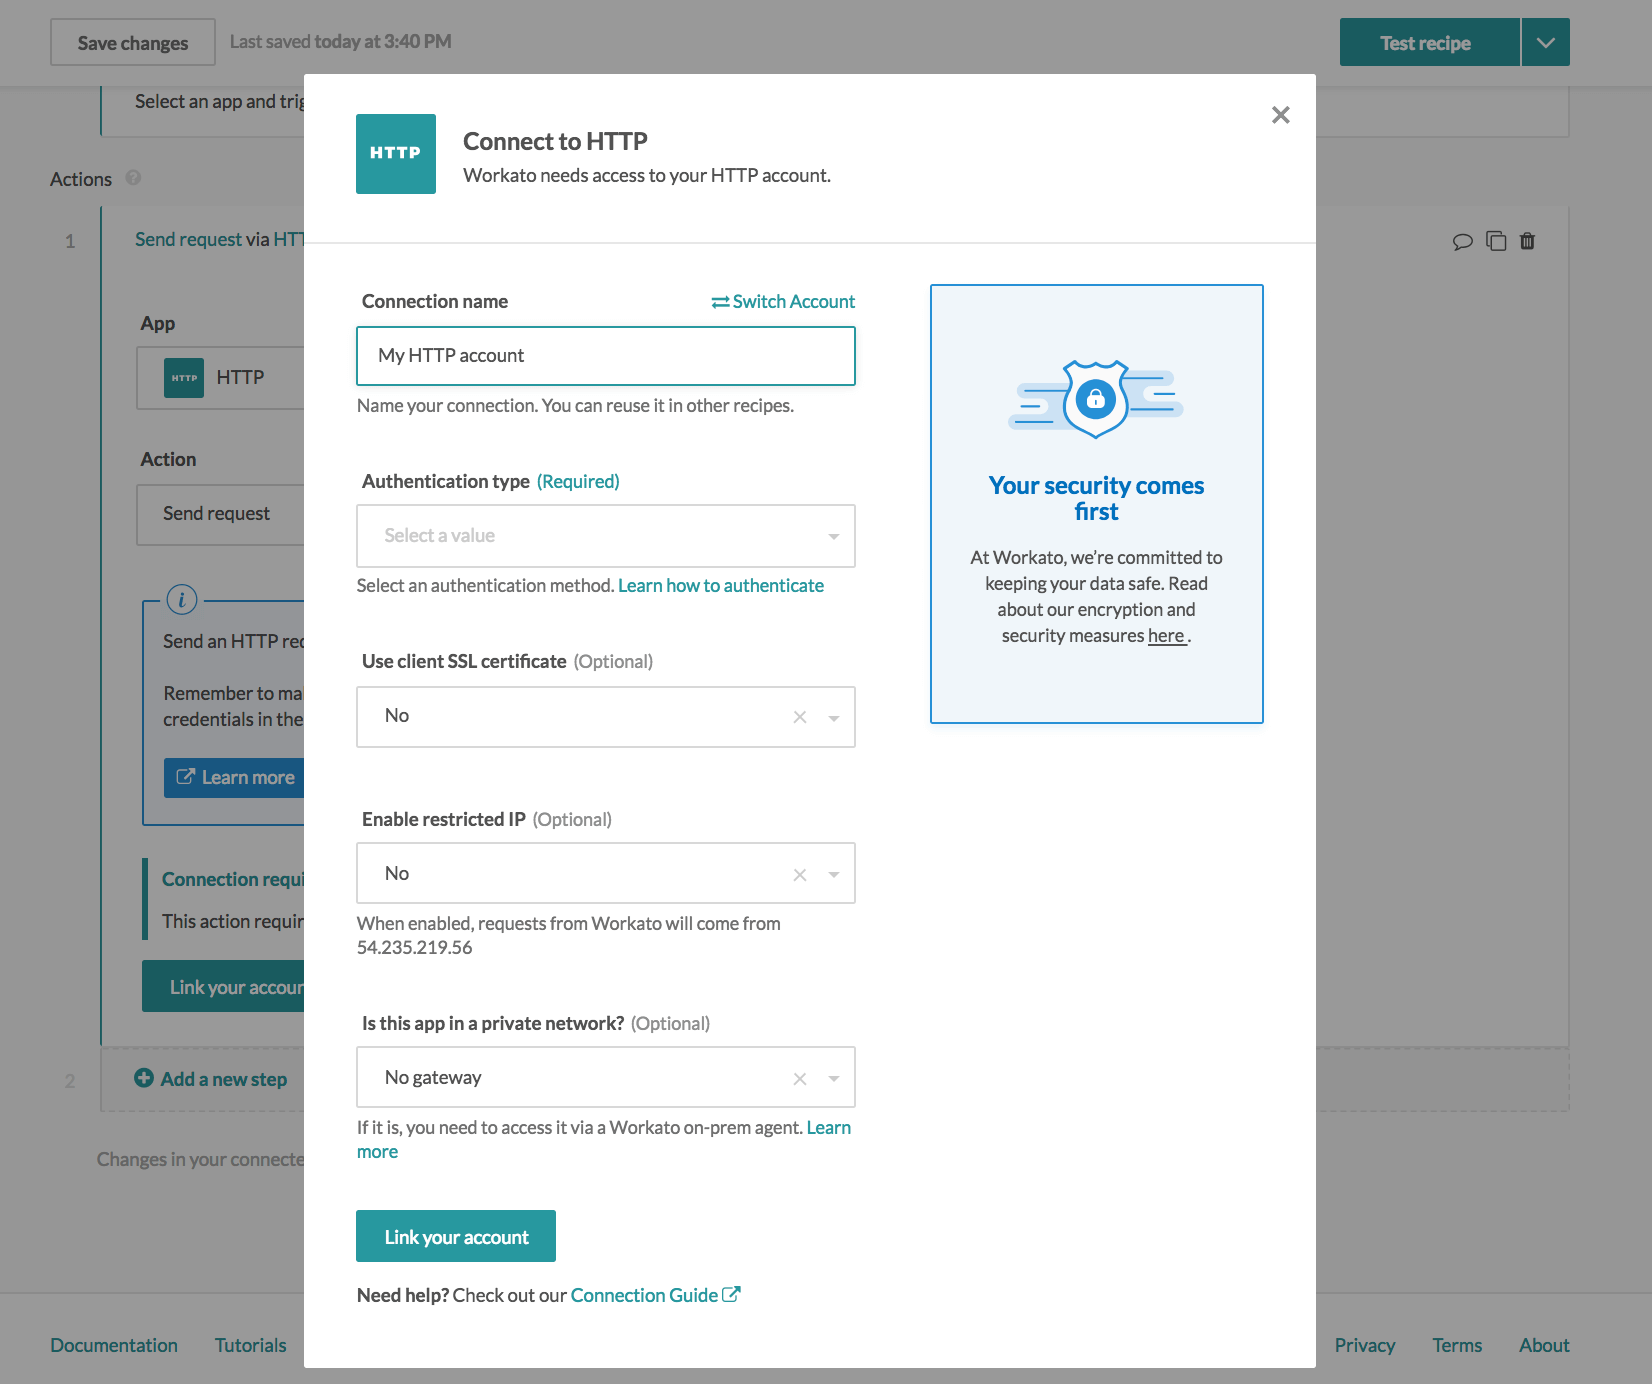 Save changes
Last saved today at 3:40 PM
Test recipe
Select an app and trig
Actions ?
1
Send request via HTT
App
HTTP HTTP
Action
Send request
i
Send an HTTP rec
Remember to ma
credentials in the
Learn more
Connection requi
This action requir
Link your accour
2
Add a new step
Changes in your connecte
HTTP
Connect to HTTP
Workato needs access to your HTTP account.
Connection name
Switch Account
My HTTP account
Name your connection. You can reuse it in other recipes.
Authentication type (Required)
Select a value
Select an authentication method. Learn how to authenticate
Use client SSL certificate (Optional)
No
Enable restricted IP (Optional)
No
When enabled, requests from Workato will come from
54.235.219.56
Is this app in a private network? (Optional)
No gateway
If it is, you need to access it via a Workato on-prem agent. Learn
more
Link your account
Need help? Check out our Connection Guide
Your security comes
first
At Workato, we're committed to
keeping your data safe. Read
about our encryption and
security measures here .
Documentation
Tutorials
Privacy
Terms
About